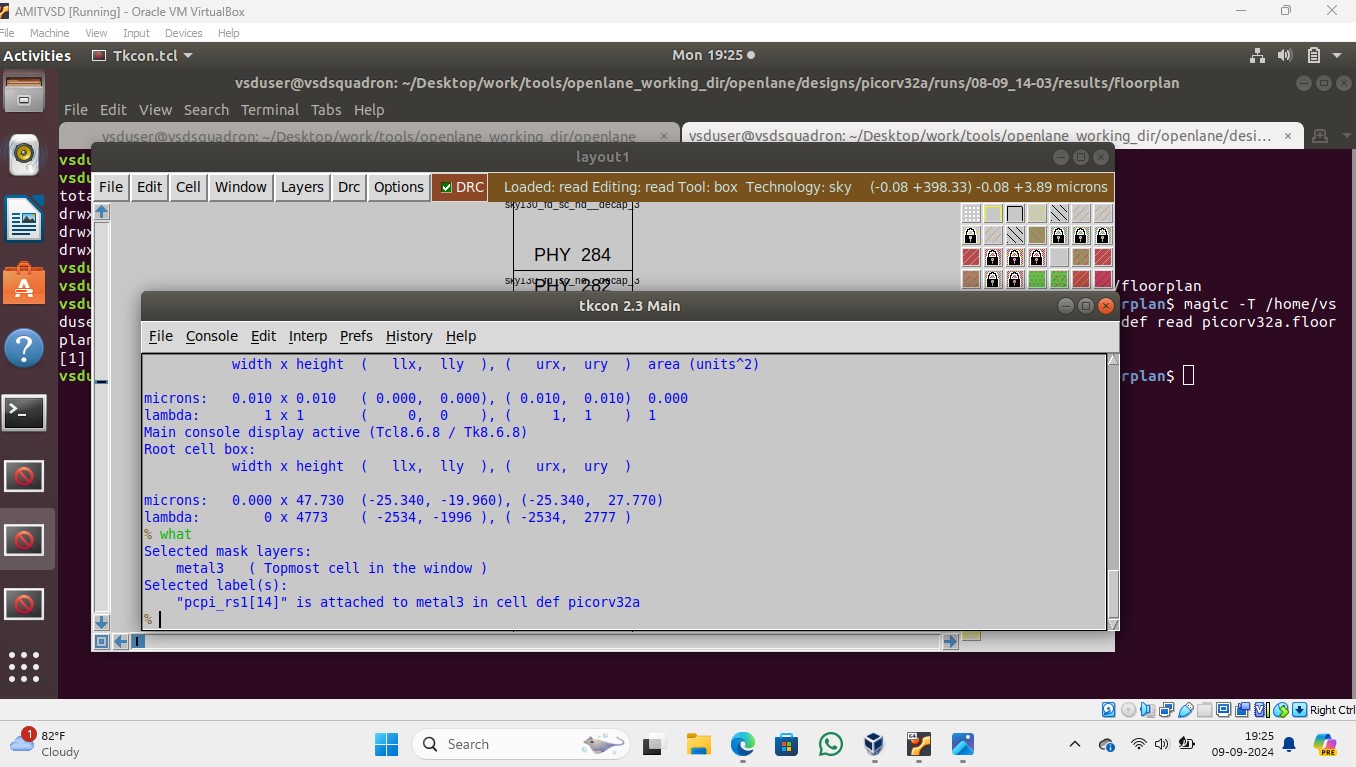 AMITVSD [Running] - Oracle VM VirtualBox
File Machine View Input Devices Help
Activities Tkcon.tcl Mon 19:25
vsduser@vsdsquadron: ~/Desktop/work/tools/openlane_working_dir/openlane/designs/picorv32a/runs/08-09_14-03/results/floorplan
File Edit View Search Terminal Tabs Help
vsduser@vsdsquadron: ~/Desktop/work/tools/openlane_working_dir/openlane × vsduser@vsdsquadron: ~/Desktop/work/tools/openlane_working_dir/openlane/desi... ×
vsdu
layout1
vsdu
File Edit Cell Window Layers Drc Options DRC Loaded: read Editing: read Tool: box Technology: sky (-0.08 +398.33) -0.08 +3.89 microns
tota
sky130_fd_sc_hd__decap_3
drwx
drwx
drwx
PHY 284
vsdu
sky130_fd_sc_hd__decap_3
PHY 282
vsdu /floorplan
vsdu rplan$ magic -T /home/vs
tkcon 2.3 Main
duse def read picorv32a.floor
plan
File Console Edit Interp Prefs History Help
[1]
vsdu rplan$
width x height ( llx, lly ), ( urx, ury ) area (units^2)
microns: 0.010 x 0.010 ( 0.000, 0.000), ( 0.010, 0.010) 0.000
lambda: 1 x 1 ( 0, 0 ), ( 1, 1 ) 1
Main console display active (Tcl8.6.8 / Tk8.6.8)
Root cell box:
width x height ( llx, lly ), ( urx, ury )
microns: 0.000 x 47.730 (-25.340, -19.960), (-25.340, 27.770)
lambda: 0 x 4773 ( -2534, -1996 ), ( -2534, 2777 )
% what
Selected mask layers:
metal3 ( Topmost cell in the window )
Selected label(s):
"pcpi_rs1[14]" is attached to metal3 in cell def picorv32a
%
Right Ctrl
1 82°F
Cloudy
Search
19:25
09-09-2024
PRE